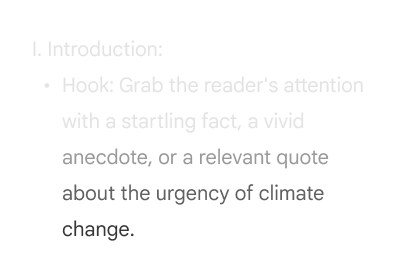 I. Introduction:
• Hook: Grab the reader's attention
with a startling fact, a vivid
anecdote, or a relevant quote
about the urgency of climate
change.